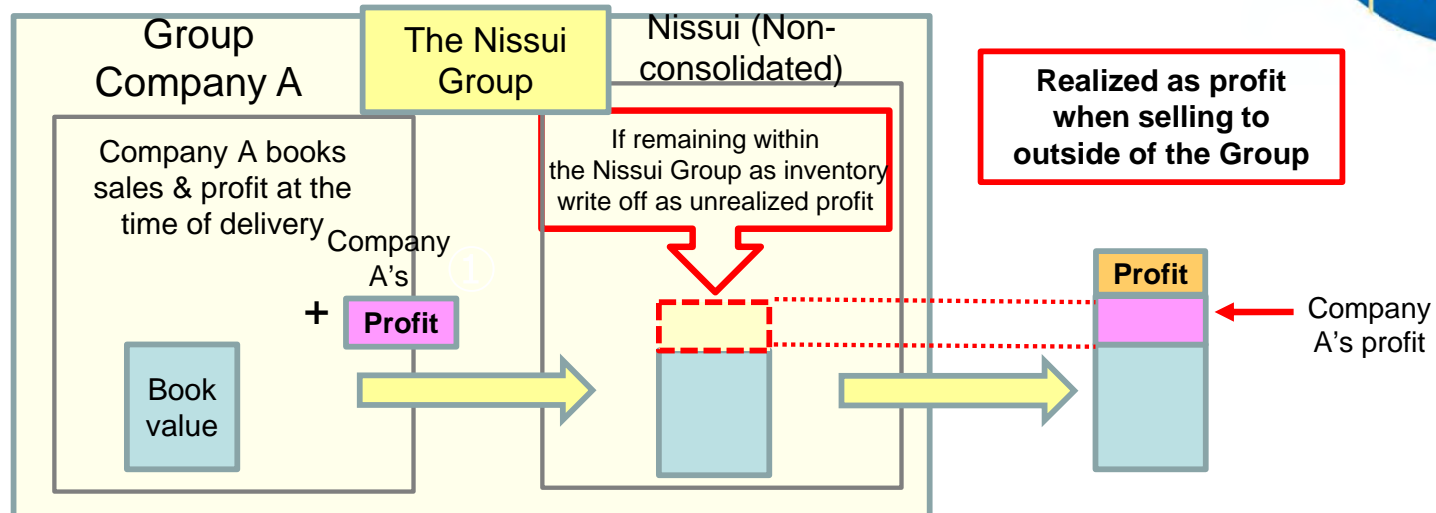 Group
Company A
The Nissui
Group
Nissui (Non-
consolidated)
Company A books
sales & profit at the
time of delivery
Company
A's
+
Profit
Book
value
If remaining within
the Nissui Group as inventory
write off as unrealized profit
Realized as profit
when selling to
outside of the Group
Profit
Company
A's profit